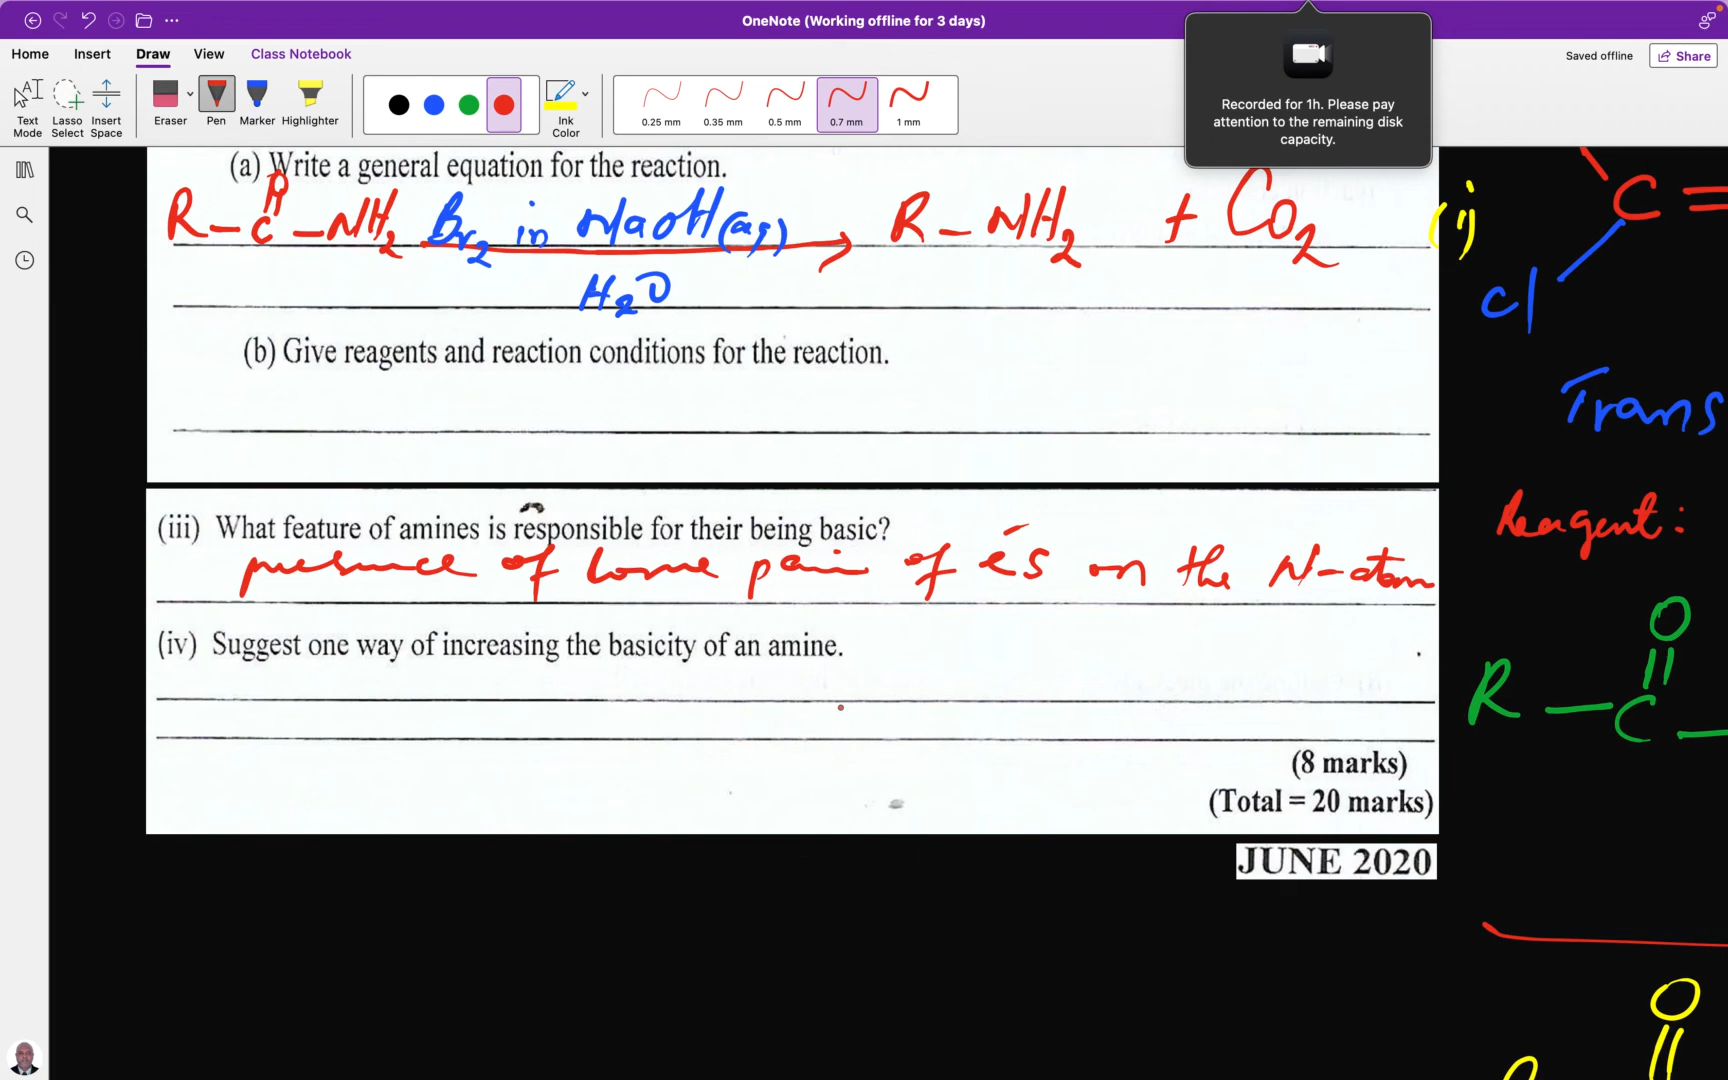 OneNote (Working offline for 3 days)
Home Insert Draw View Class Notebook
Saved offline Share
Text Mode
Lasso Select
Insert Space
Eraser
Pen
Marker
Highlighter
Ink Color
0.25 mm 0.35 mm 0.5 mm 0.7 mm 1 mm
Recorded for 1h. Please pay
attention to the remaining disk
capacity.
(a) Write a general equation for the reaction.
R-C-NH2 Br2 in NaOH(aq) R-NH2 + CO2
H2O
(b) Give reagents and reaction conditions for the reaction.
(iii) What feature of amines is responsible for their being basic?
presence of lone pair of és on the N-atom
(iv) Suggest one way of increasing the basicity of an amine.
(8 marks)
(Total = 20 marks)
JUNE 2020
(i)
C =
Cl
Trans
Reagent:
O
R - C -
O